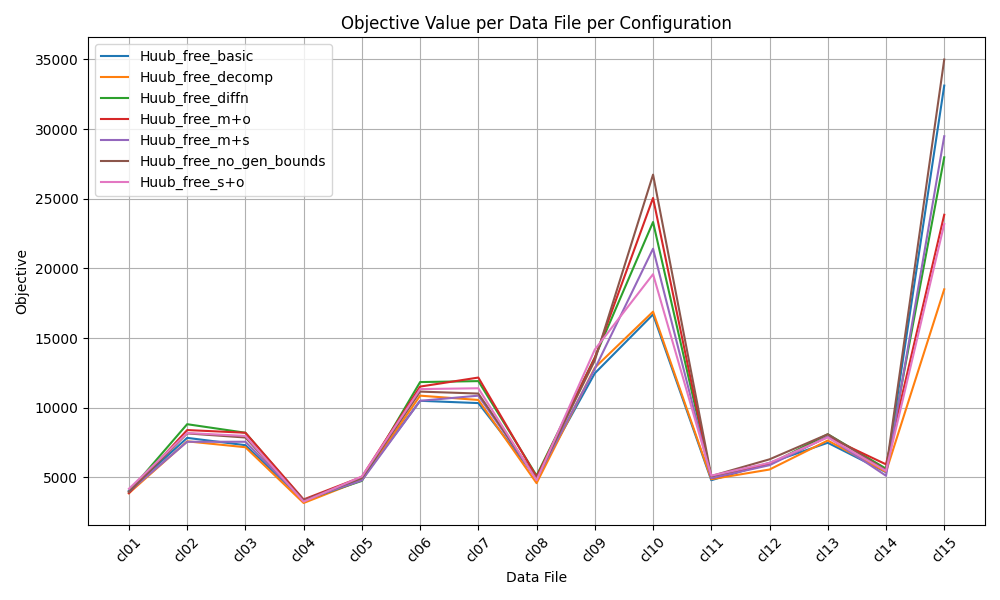 Objective Value per Data File per Configuration
Huub_free_basic
Huub_free_decomp
Huub_free_diffn
Huub_free_m+o
Huub_free_m+s
Huub_free_no_gen_bounds
Huub_free_s+o
35000
30000
25000
20000
15000
10000
5000
Objective
cl01
cl02
cl03
cl04
cl05
cl06
cl07
cl08
cl09
cl10
cl11
cl12
cl13
cl14
cl15
Data File